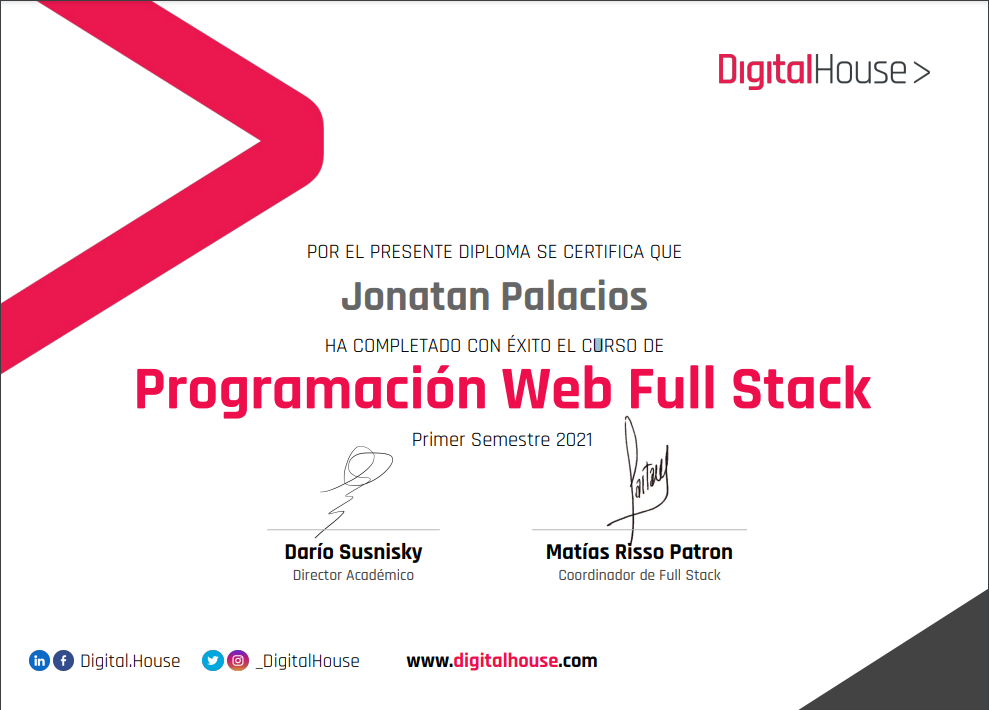 DigitalHouse >
POR EL PRESENTE DIPLOMA SE CERTIFICA QUE
Jonatan Palacios
HA COMPLETADO CON ÉXITO EL CURSO DE
Programación Web Full Stack
Primer Semestre 2021
Darío Susnisky
Director Académico
Matías Risso Patron
Coordinador de Full Stack
Digital.House
_DigitalHouse
www.digitalhouse.com